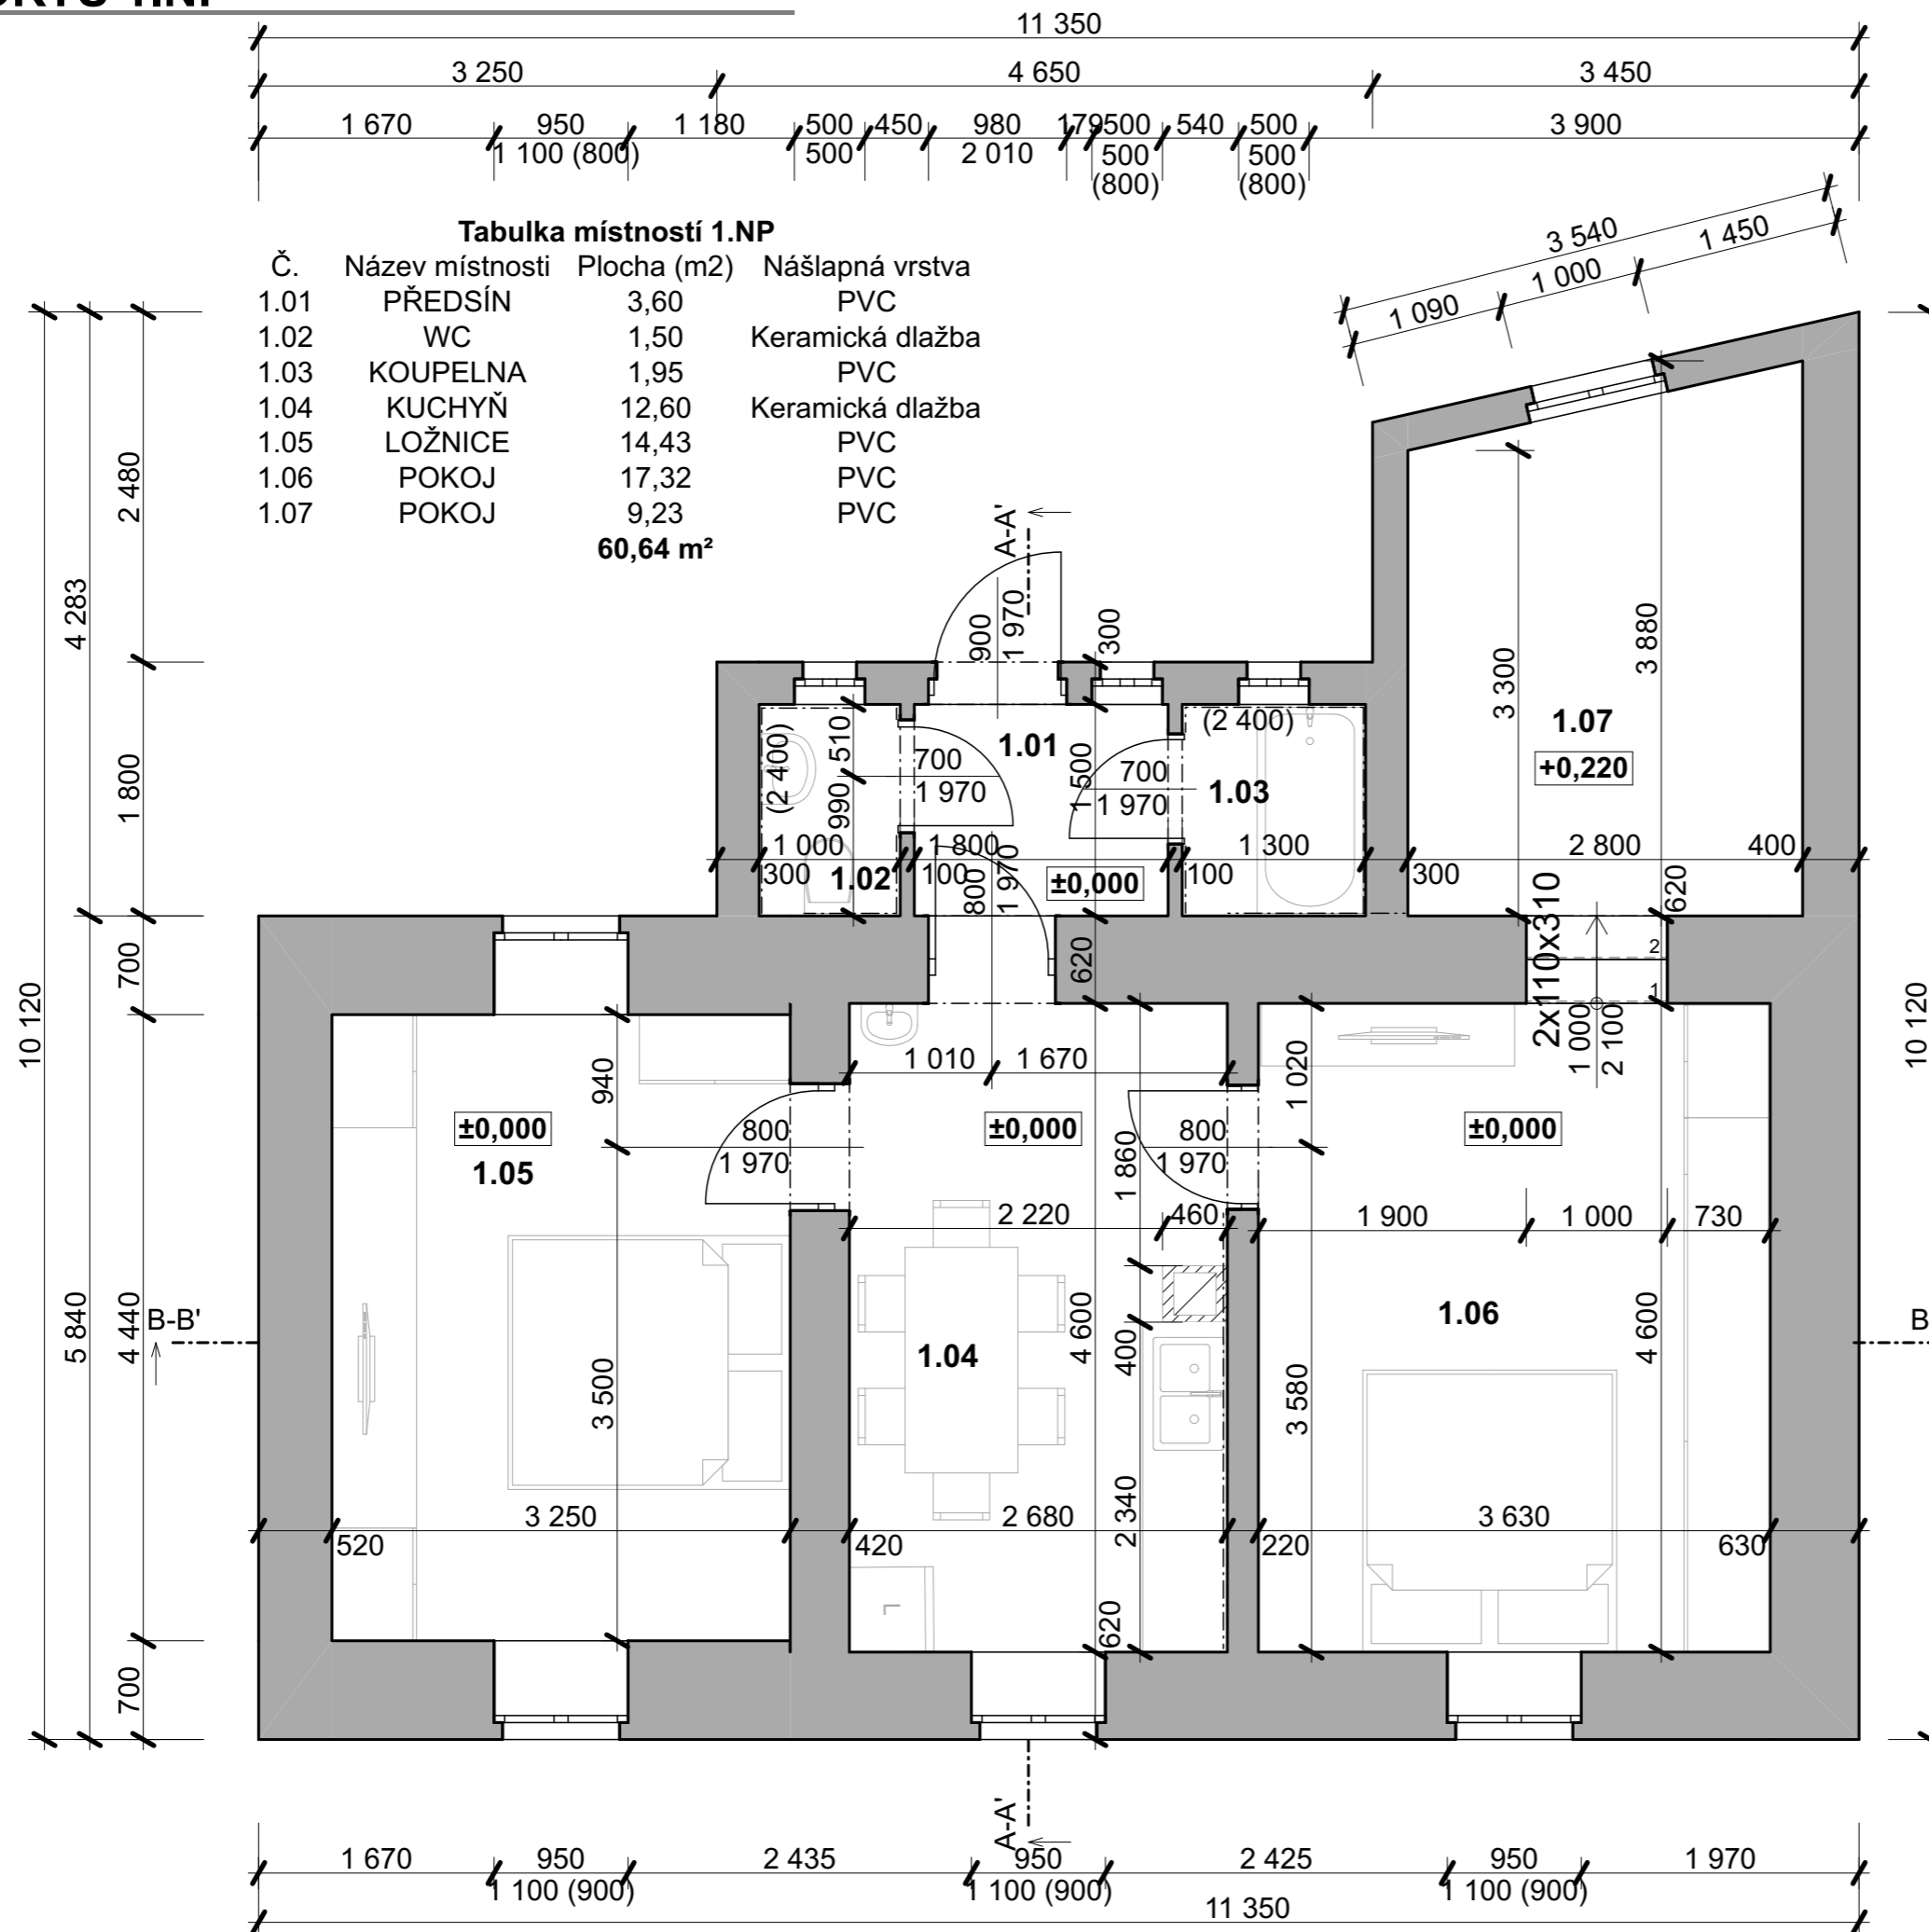 11 350
3 250 4 650 3 450
1 670 950 1 180 500 450 980 179 500 540 500 3 900
1 100 (800) 500 2 010 500 500
(800) (800)
3 540 1 450
1 090 1 000
Tabulka místností 1.NP
Č. Název místnosti Plocha (m2) Nášlapná vrstva
1.01 PŘEDSÍN 3,60 PVC
1.02 WC 1,50 Keramická dlažba
1.03 KOUPELNA 1,95 PVC
1.04 KUCHYŇ 12,60 Keramická dlažba
1.05 LOŽNICE 14,43 PVC
1.06 POKOJ 17,32 PVC
1.07 POKOJ 9,23 PVC
60,64 m²
10 120
4 283
5 840
2 480
1 800
700
4 440
700
10 120
A-A'
900
1 970
300
3 300
3 880
1.07
+0,220
(2 400)
510
990
1.01
700
1 970
1 500
700
1 970
(2 400)
1.03
1 000 1 800 1 300 2 800 400
300 1.02 100 ±0,000 100 300
800
1 970
620
620
2x110x310
2
1
1 000
2 100
940
1 010 1 670
1 020
±0,000 ±0,000 ±0,000
1.05
800
1 970
800
1 970
1 860
2 220 460 1 900 1 000 730
B-B'
B
1.04
1.06
3 500
4 600
400
3 580
4 600
2 340
3 250 2 680 3 630
520 420 220 630
L
620
A-A'
1 670 950 2 435 950 2 425 950 1 970
1 100 (900) 1 100 (900) 1 100 (900)
11 350